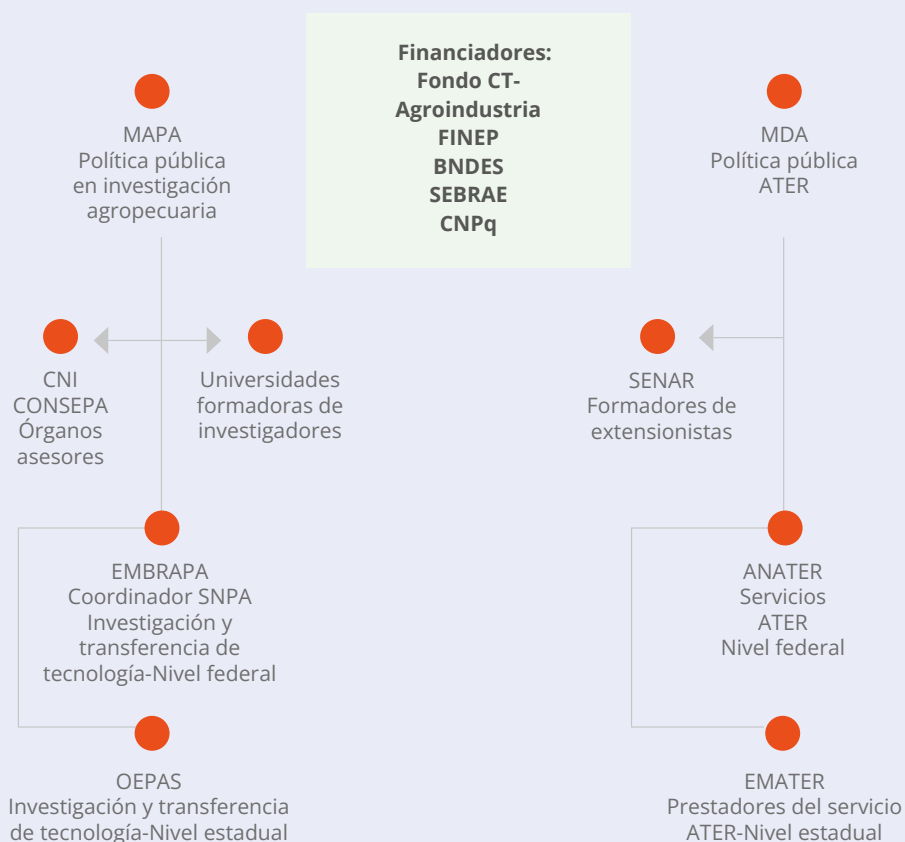 Financiadores:
Fondo CT-
Agroindustria
FINEP
BNDES
SEBRAE
CNPq
MAPA
Política pública
en investigación
agropecuaria
MDA
Política pública
ATER
CNI
CONSEPA
Órganos
asesores
Universidades
formadoras de
investigadores
SENAR
Formadores de
extensionistas
EMBRAPA
Coordinador SNPA
Investigación y
transferencia de
tecnología-Nivel federal
ANATER
Servicios
ATER
Nivel federal
OEPAS
Investigación y transferencia
de tecnología-Nivel estadual
EMATER
Prestadores del servicio
ATER-Nivel estadual